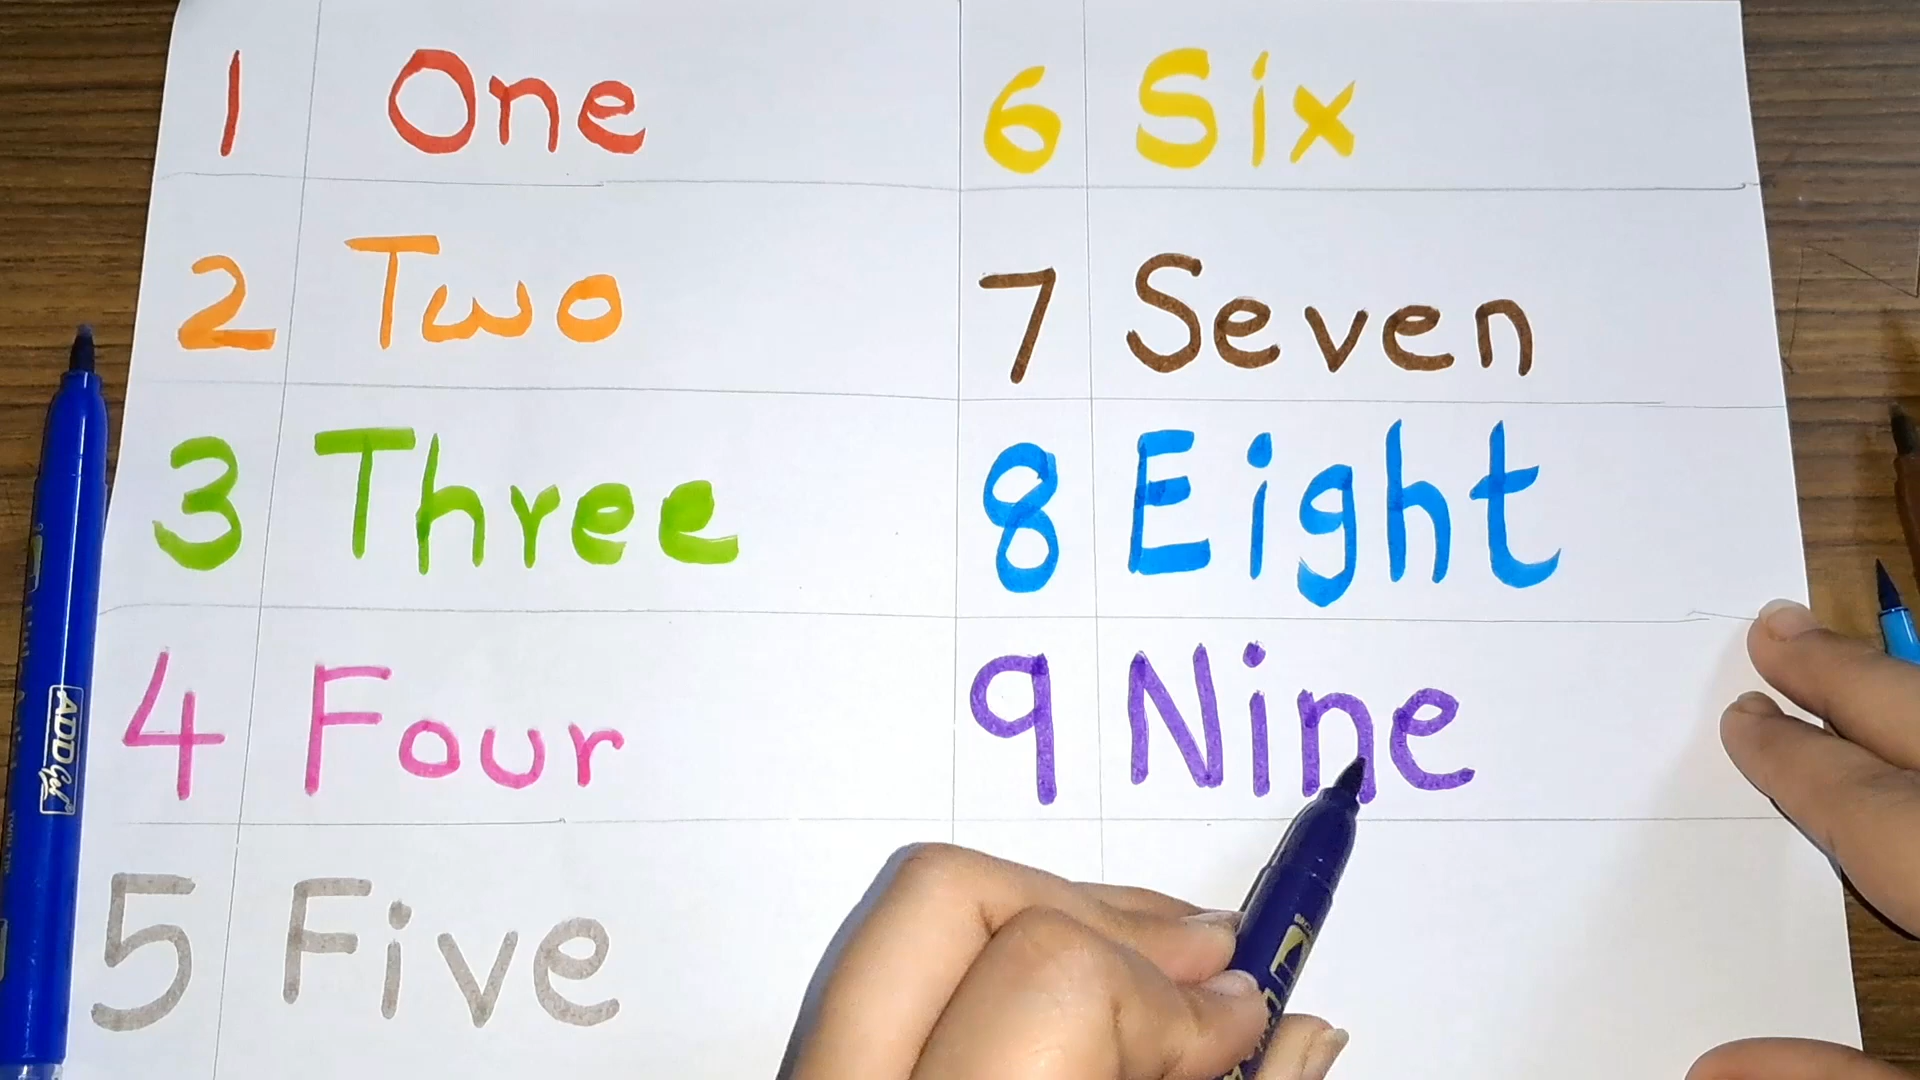 1 One
2 Two
3 Three
4 Four
5 Five
6 Six
7 Seven
8 Eight
9 Nine
ADD Gel